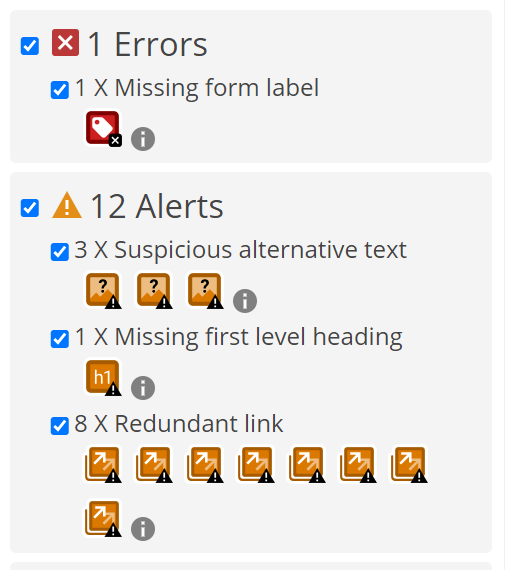 1 Errors
1 X Missing form label
12 Alerts
3 X Suspicious alternative text
? ? ?
1 X Missing first level heading
h1
8 X Redundant link